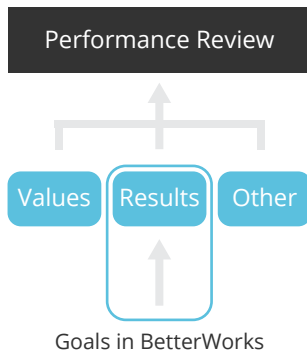 Performance Review
Values Results Other
Goals in BetterWorks